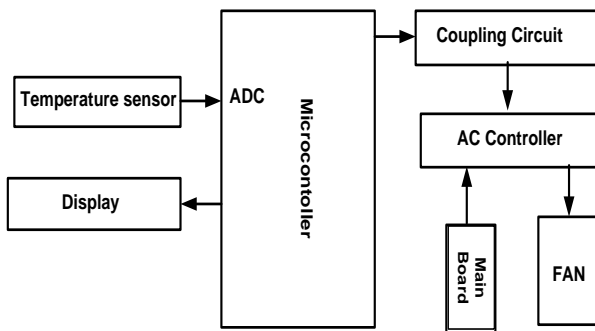 Coupling Circuit
Temperature sensor
ADC
Microcontoller
AC Controller
Display
Main
Board
FAN